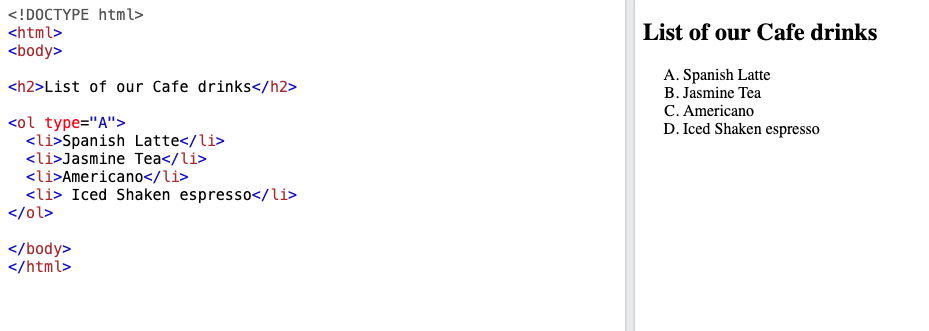 <!DOCTYPE html>
<html>
<body>
<h2>List of our Cafe drinks</h2>
<ol type="A">
<li>Spanish Latte</li>
<li>Jasmine Tea</li>
<li>Americano</li>
<li> Iced Shaken espresso</li>
</ol>
</body>
</html>
List of our Cafe drinks
A. Spanish Latte
B. Jasmine Tea
C. Americano
D. Iced Shaken espresso